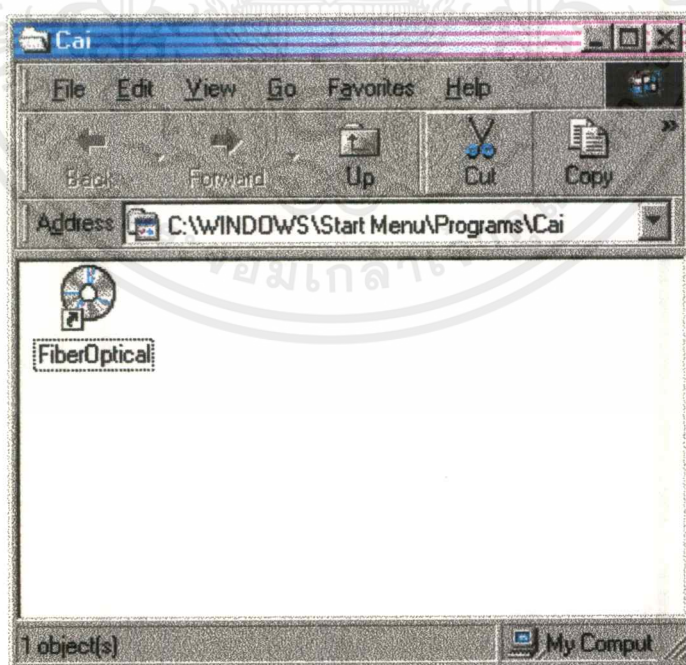 Cai
File Edit View Go Favorites Help
Back Forward Up Cut Copy »
Address C:\WINDOWS\Start Menu\Programs\Cai
FiberOptical
1 object(s) My Comput